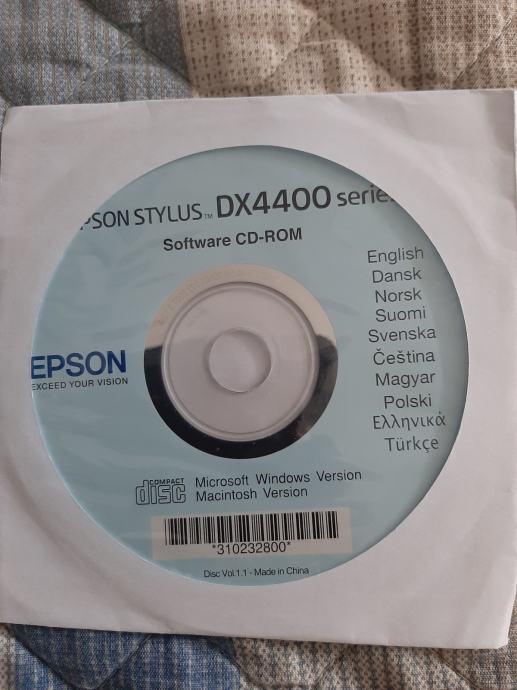 PSON STYLUS™ DX4400 serie
Software CD-ROM
English
Dansk
Norsk
Suomi
Svenska
Čeština
Magyar
Polski
Ελληνικά
Türkçe
EPSON
EXCEED YOUR VISION
COMPACT
disc
Microsoft Windows Version
Macintosh Version
*310232800*
Disc Vol.1.1 - Made in China